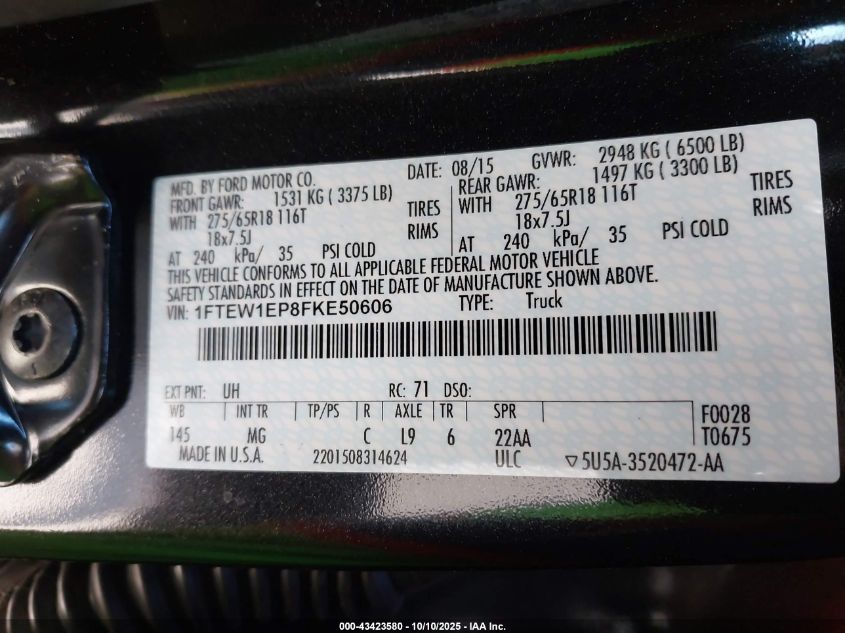 MFD. BY FORD MOTOR CO. DATE: 08/15 GVWR: 2948 KG ( 6500 LB)
FRONT GAWR: 1531 KG ( 3375 LB) REAR GAWR: 1497 KG ( 3300 LB)
WITH 275/65R18 116T TIRES WITH 275/65R18 116T TIRES
18x7.5J RIMS 18x7.5J RIMS
AT 240 kPa/ 35 PSI COLD AT 240 kPa/ 35 PSI COLD
THIS VEHICLE CONFORMS TO ALL APPLICABLE FEDERAL MOTOR VEHICLE
SAFETY STANDARDS IN EFFECT ON THE DATE OF MANUFACTURE SHOWN ABOVE.
VIN: 1FTEW1EP8FKE50606 TYPE: Truck
EXT PNT: UH RC: 71 DSO:
WB INT TR TP/PS R AXLE TR SPR F0028
145 MG C L9 6 22AA T0675
MADE IN U.S.A. 2201508314624 ULC ▽5U5A-3520472-AA
000-43423580 - 10/10/2025 - IAA Inc.